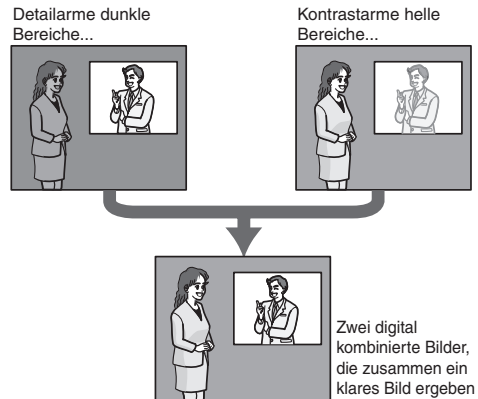 Detailarme dunkle
Bereiche...
Kontrastarme helle
Bereiche...
Zwei digital
kombinierte Bilder,
die zusammen ein
klares Bild ergeben